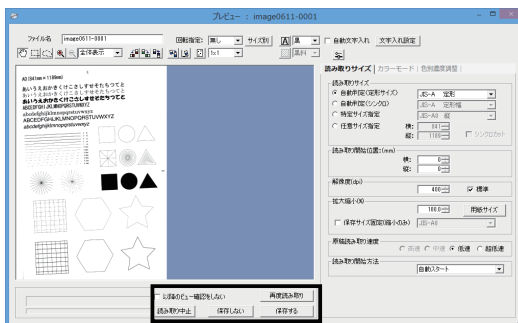 プレビュー : image0611-0001
ファイル名 image0611-0001 回転指定: 無し サイズ別 A 黒 自動文字入れ 文字入れ設定
全体表示 1x1 黒料
読み取りサイズ カラーモード 色別濃度調整
A0 (841mm × 1189mm)
あいうえおかきくけこさしすせそたちつてと
あいうえおかきくけこさしすせそたちつてと
あいうえおかきくけこさしすせそたちつてと
ABCDEFGHIJKLMNOPQRSTUVWXYZ
abcdefghijklmnopqrstuvwxyz
ABCDEFGHIJKLMNOPQRSTUVWXYZ
abcdefghijklmnopqrstuvwxyz
読み取りサイズ
自動判定(定形サイズ) JIS-A 定形
自動判定(シンクロ) JIS-A 定形幅
特定サイズ指定 JIS-A0 縦
任意サイズ指定 横: 841
縦: 1189 シンクロカット
読み取り開始位置:(mm)
横: 0
縦: 0
解像度(dpi)
400 標準
拡大縮小(%)
100.0 用紙サイズ
保存サイズ固定(縮小のみ) JIS-A0
原稿読み取り速度
高速 中速 低速 超低速
読み取り開始方法
自動スタート
以降のビュー確認をしない 再度読み取り
読み取り中止 保存しない 保存する